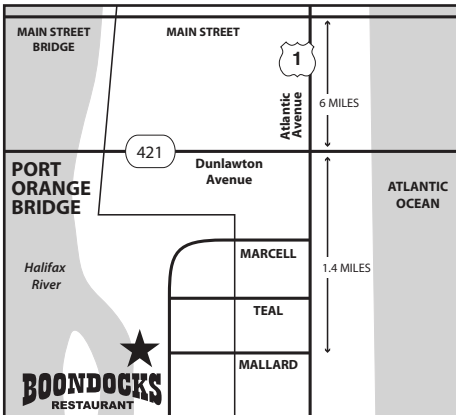 MAIN STREET
BRIDGE
MAIN STREET
1
Atlantic
Avenue
6 MILES
421
Dunlawton
Avenue
PORT
ORANGE
BRIDGE
ATLANTIC
OCEAN
Halifax
River
MARCELL
1.4 MILES
TEAL
MALLARD
BOONDOCKS
RESTAURANT